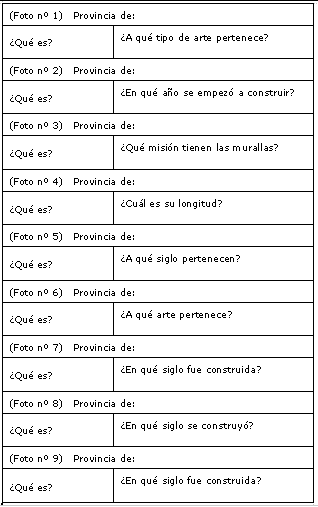 (Foto nº 1) Provincia de:
¿Qué es? ¿A qué tipo de arte pertenece?
(Foto nº 2) Provincia de:
¿Qué es? ¿En qué año se empezó a construir?
(Foto nº 3) Provincia de:
¿Qué es? ¿Qué misión tienen las murallas?
(Foto nº 4) Provincia de:
¿Qué es? ¿Cuál es su longitud?
(Foto nº 5) Provincia de:
¿Qué es? ¿A qué siglo pertenecen?
(Foto nº 6) Provincia de:
¿Qué es? ¿A qué arte pertenece?
(Foto nº 7) Provincia de:
¿Qué es? ¿En qué siglo fue construida?
(Foto nº 8) Provincia de:
¿Qué es? ¿En qué siglo se construyó?
(Foto nº 9) Provincia de:
¿Qué es? ¿En qué siglo fue construida?